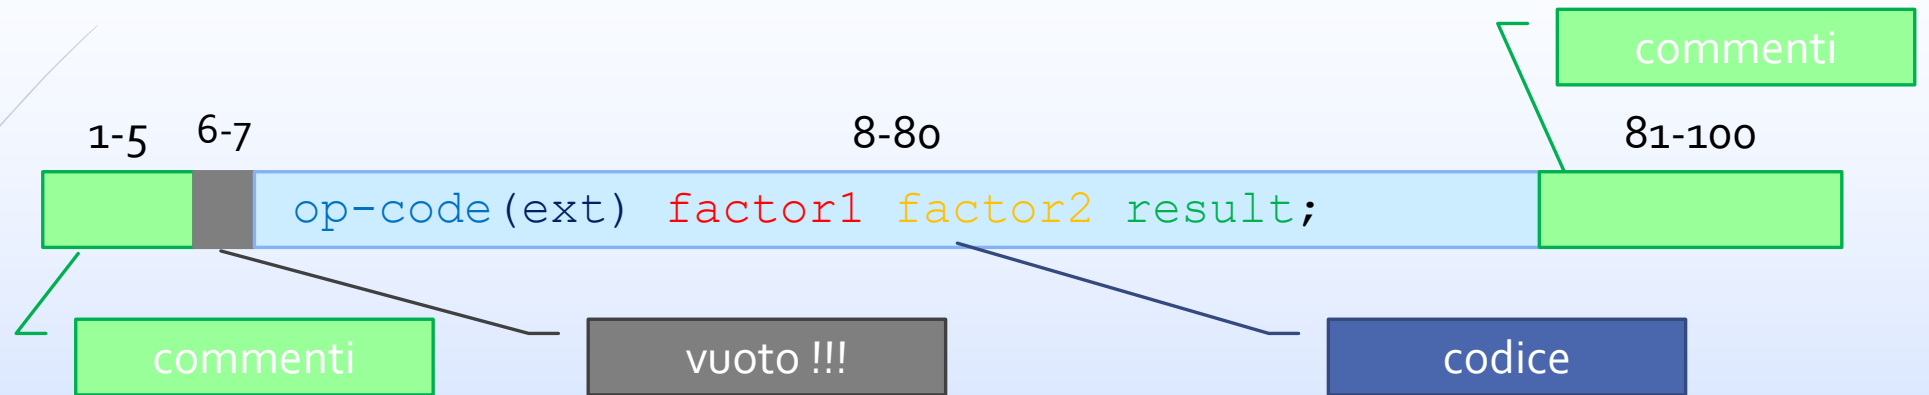 commenti
1-5 6-7 8-80 81-100
op-code(ext) factor1 factor2 result;
commenti vuoto !!! codice